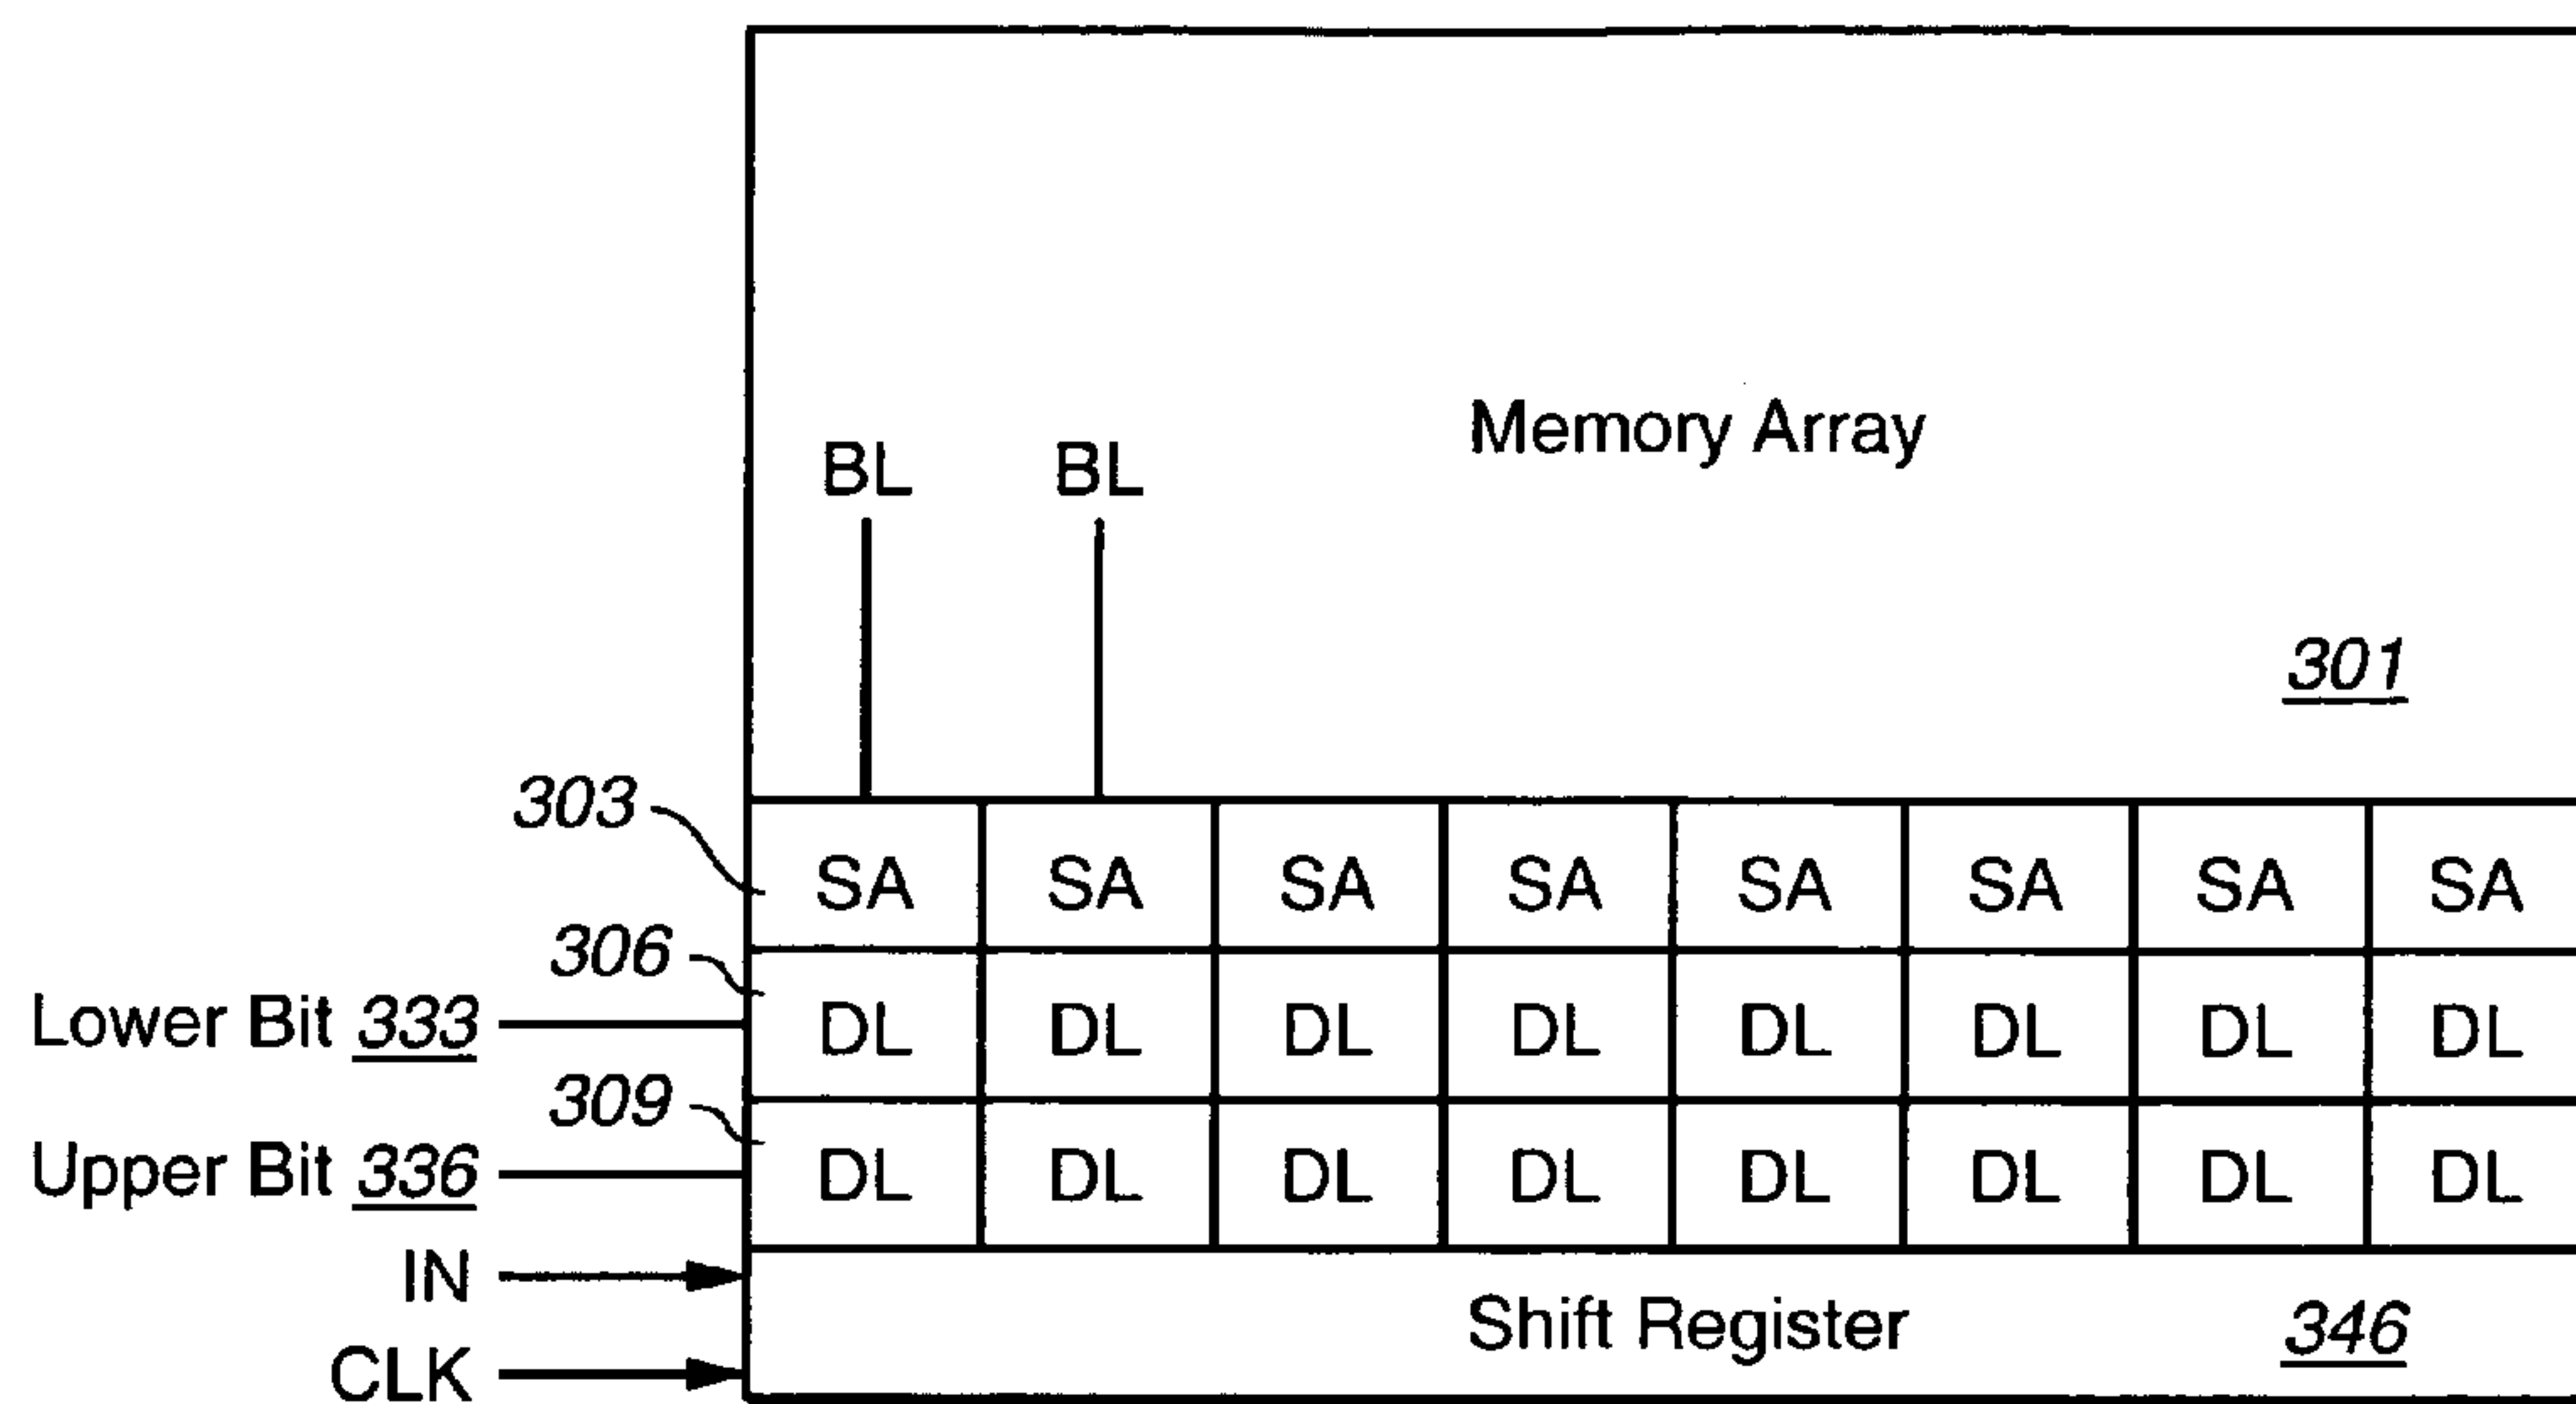 Memory Array
BL BL
301
303
SA SA SA SA SA SA SA SA
306
Lower Bit 333
DL DL DL DL DL DL DL DL
309
Upper Bit 336
DL DL DL DL DL DL DL DL
IN
Shift Register 346
CLK